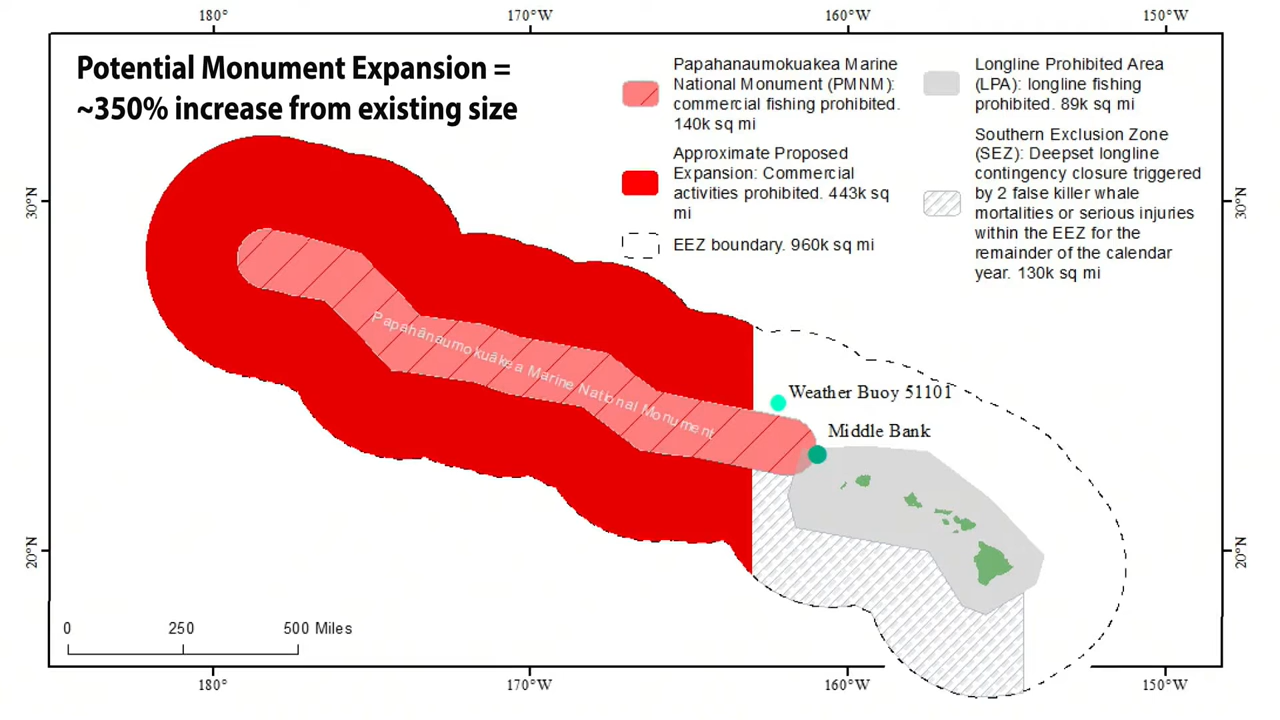 180°
170°W
160°W
150°W
Potential Monument Expansion =
~350% increase from existing size
Papahanaumokuakea Marine
National Monument (PMNM):
commercial fishing prohibited.
140k sq mi
Approximate Proposed
Expansion: Commercial
activities prohibited. 443k sq
mi
EEZ boundary. 960k sq mi
Longline Prohibited Area
(LPA): longline fishing
prohibited. 89k sq mi
Southern Exclusion Zone
(SEZ): Deepset longline
contingency closure triggered
by 2 false killer whale
mortalities or serious injuries
within the EEZ for the
remainder of the calendar
year. 130k sq mi
30°N
30°N
Papahānaumokuākea Marine National Monument
Weather Buoy 51101
Middle Bank
20°N
20°N
0
250
500 Miles
180°
170°W
160°W
150°W